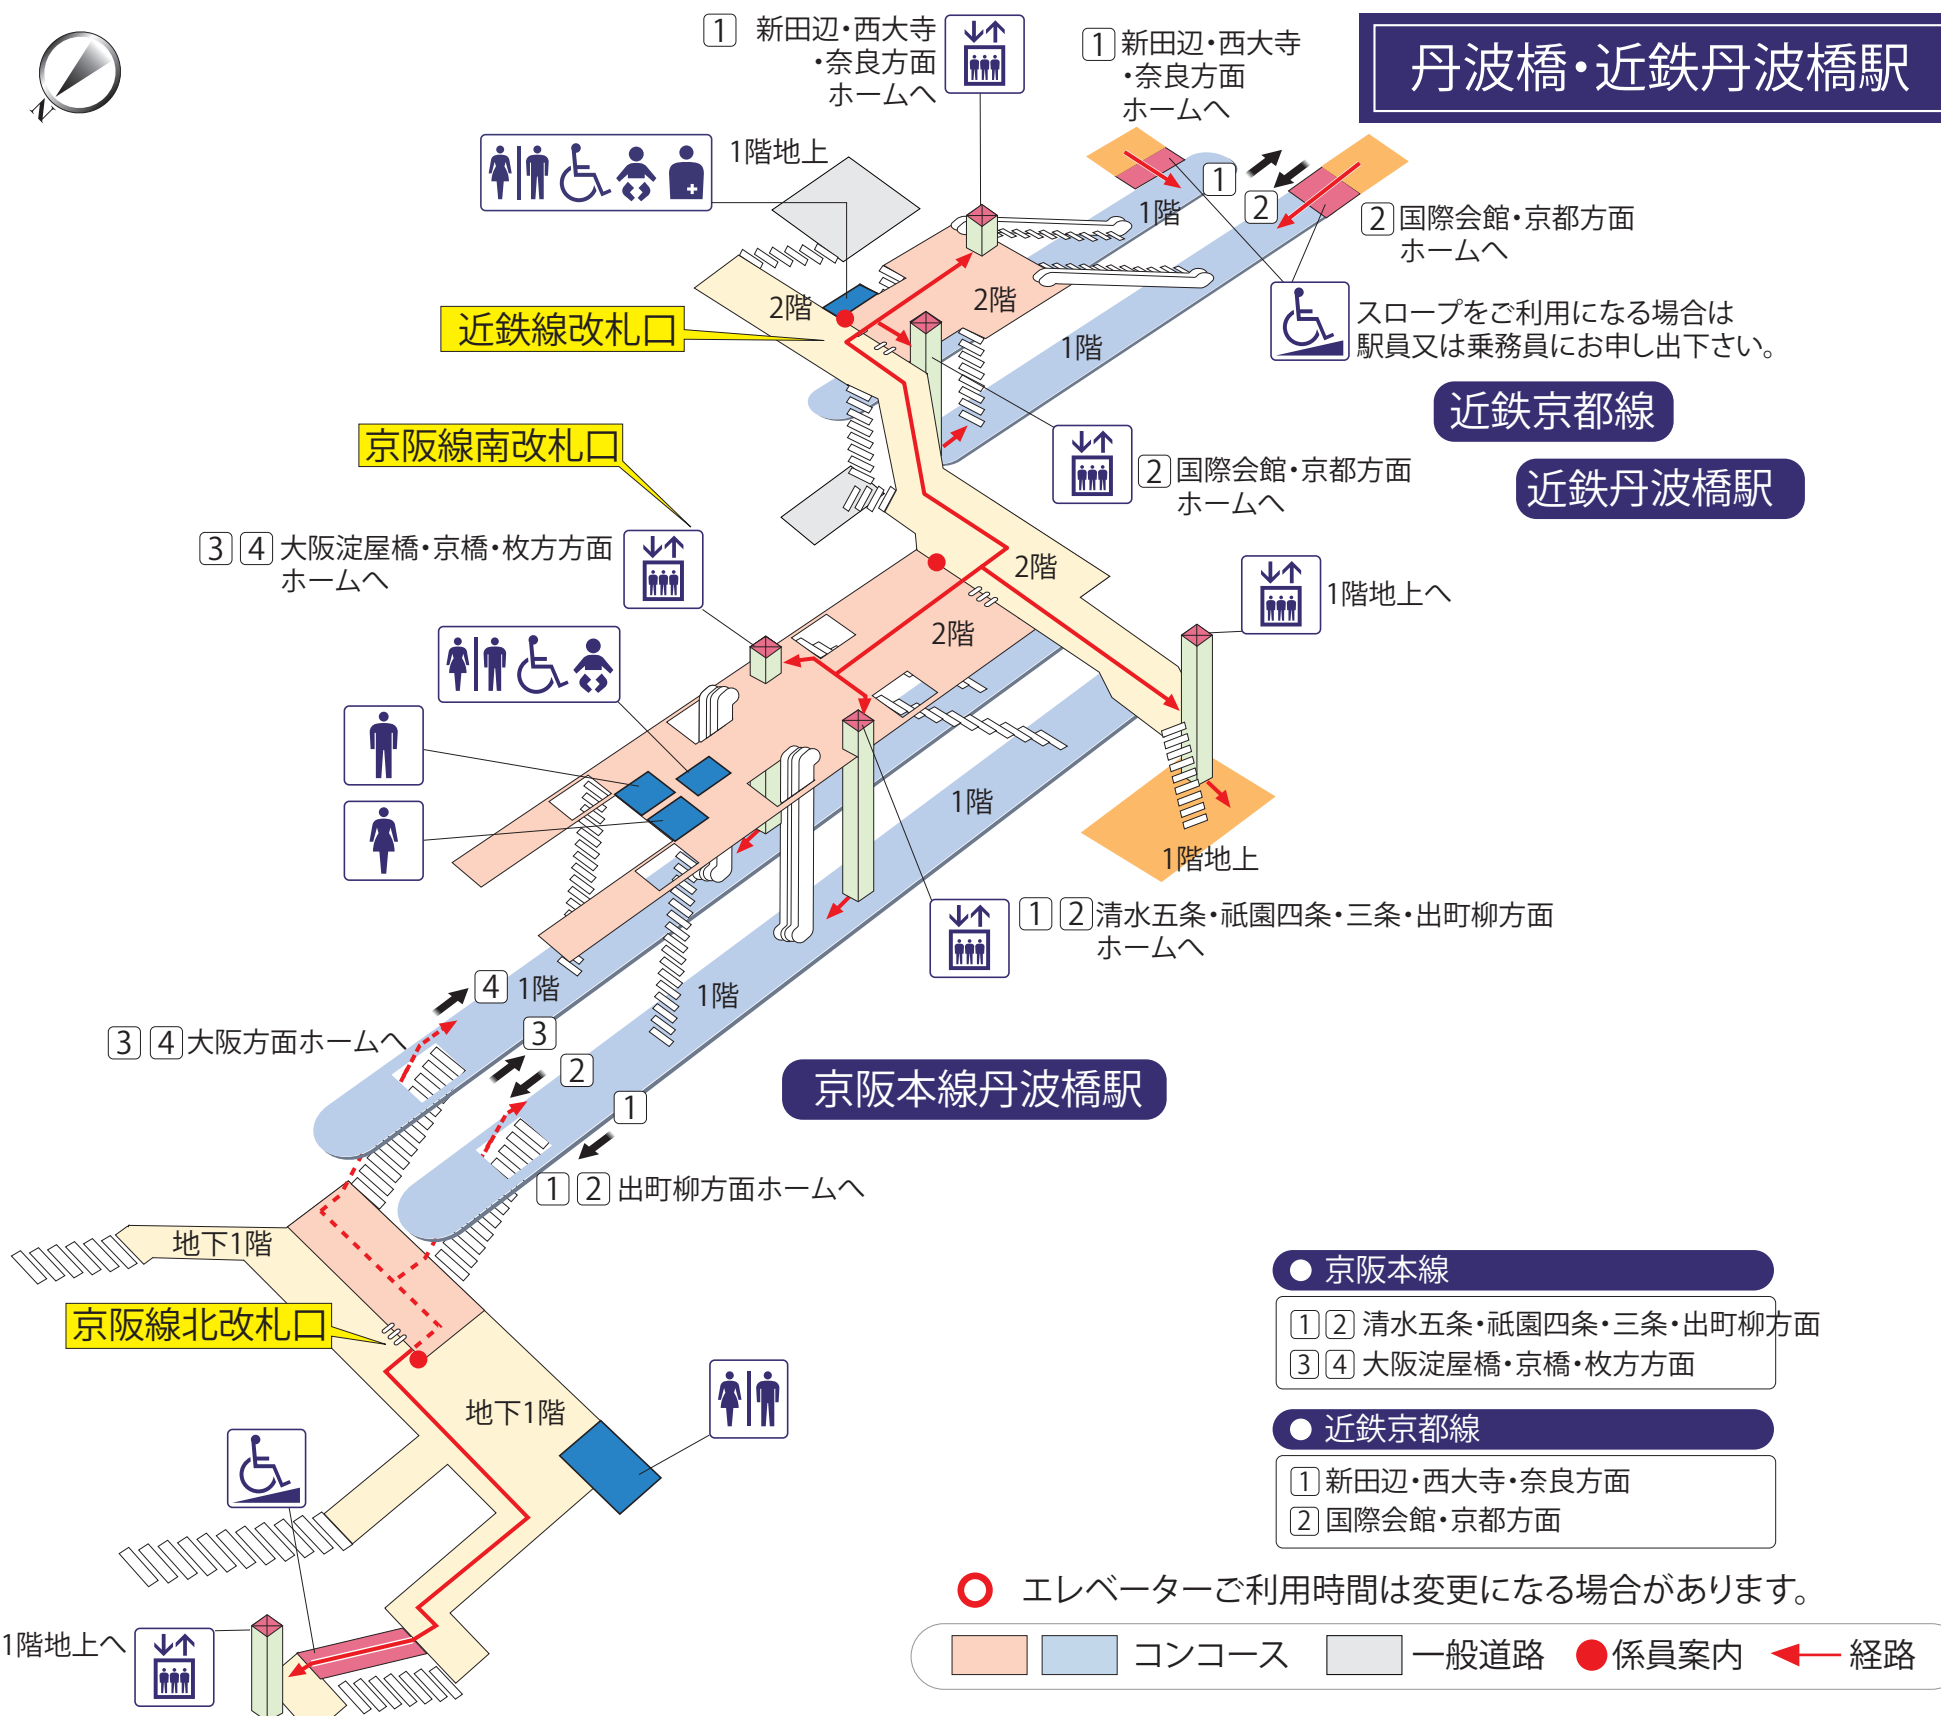 丹波橋・近鉄丹波橋駅
N
1 新田辺・西大寺
・奈良方面
ホームへ
1 新田辺・西大寺
・奈良方面
ホームへ
1階地上
1
2
1階
2 国際会館・京都方面
ホームへ
2階
2階
近鉄線改札口
1階
スロープをご利用になる場合は
駅員又は乗務員にお申し出下さい。
近鉄京都線
京阪線南改札口
2 国際会館・京都方面
ホームへ
近鉄丹波橋駅
3 4 大阪淀屋橋・京橋・枚方方面
ホームへ
2階
1階地上へ
2階
1階
1階地上
1 2 清水五条・祇園四条・三条・出町柳方面
ホームへ
4 1階
1階
3 4 大阪方面ホームへ
3
2
1
京阪本線丹波橋駅
1 2 出町柳方面ホームへ
地下1階
京阪線北改札口
地下1階
1階地上へ
京阪本線
1 2 清水五条・祇園四条・三条・出町柳方面
3 4 大阪淀屋橋・京橋・枚方方面
近鉄京都線
1 新田辺・西大寺・奈良方面
2 国際会館・京都方面
エレベーターご利用時間は変更になる場合があります。
コンコース 一般道路 係員案内 経路